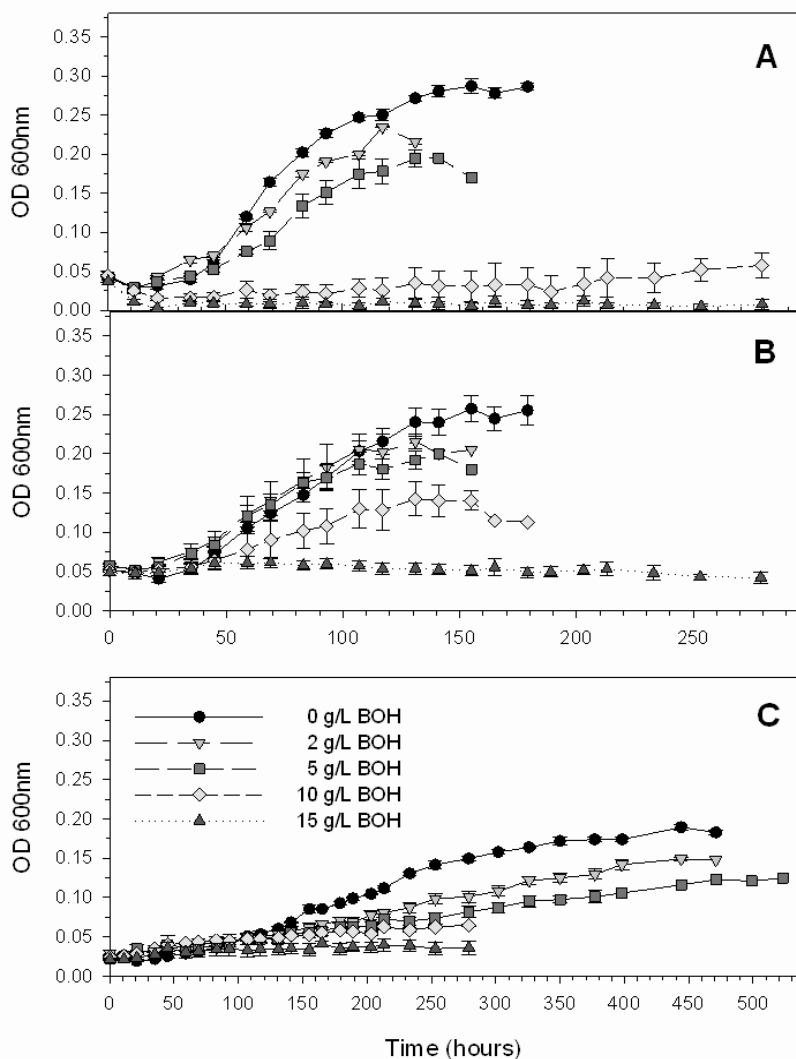 A
OD 600nm
0.35
0.30
0.25
0.20
0.15
0.10
0.05
0.00
B
OD 600nm
0.35
0.30
0.25
0.20
0.15
0.10
0.05
0.00
0 50 100 150 200 250
C
OD 600nm
0.35
0.30
0.25
0.20
0.15
0.10
0.05
0.00
0 g/L BOH
2 g/L BOH
5 g/L BOH
10 g/L BOH
15 g/L BOH
0 50 100 150 200 250 300 350 400 450 500
Time (hours)